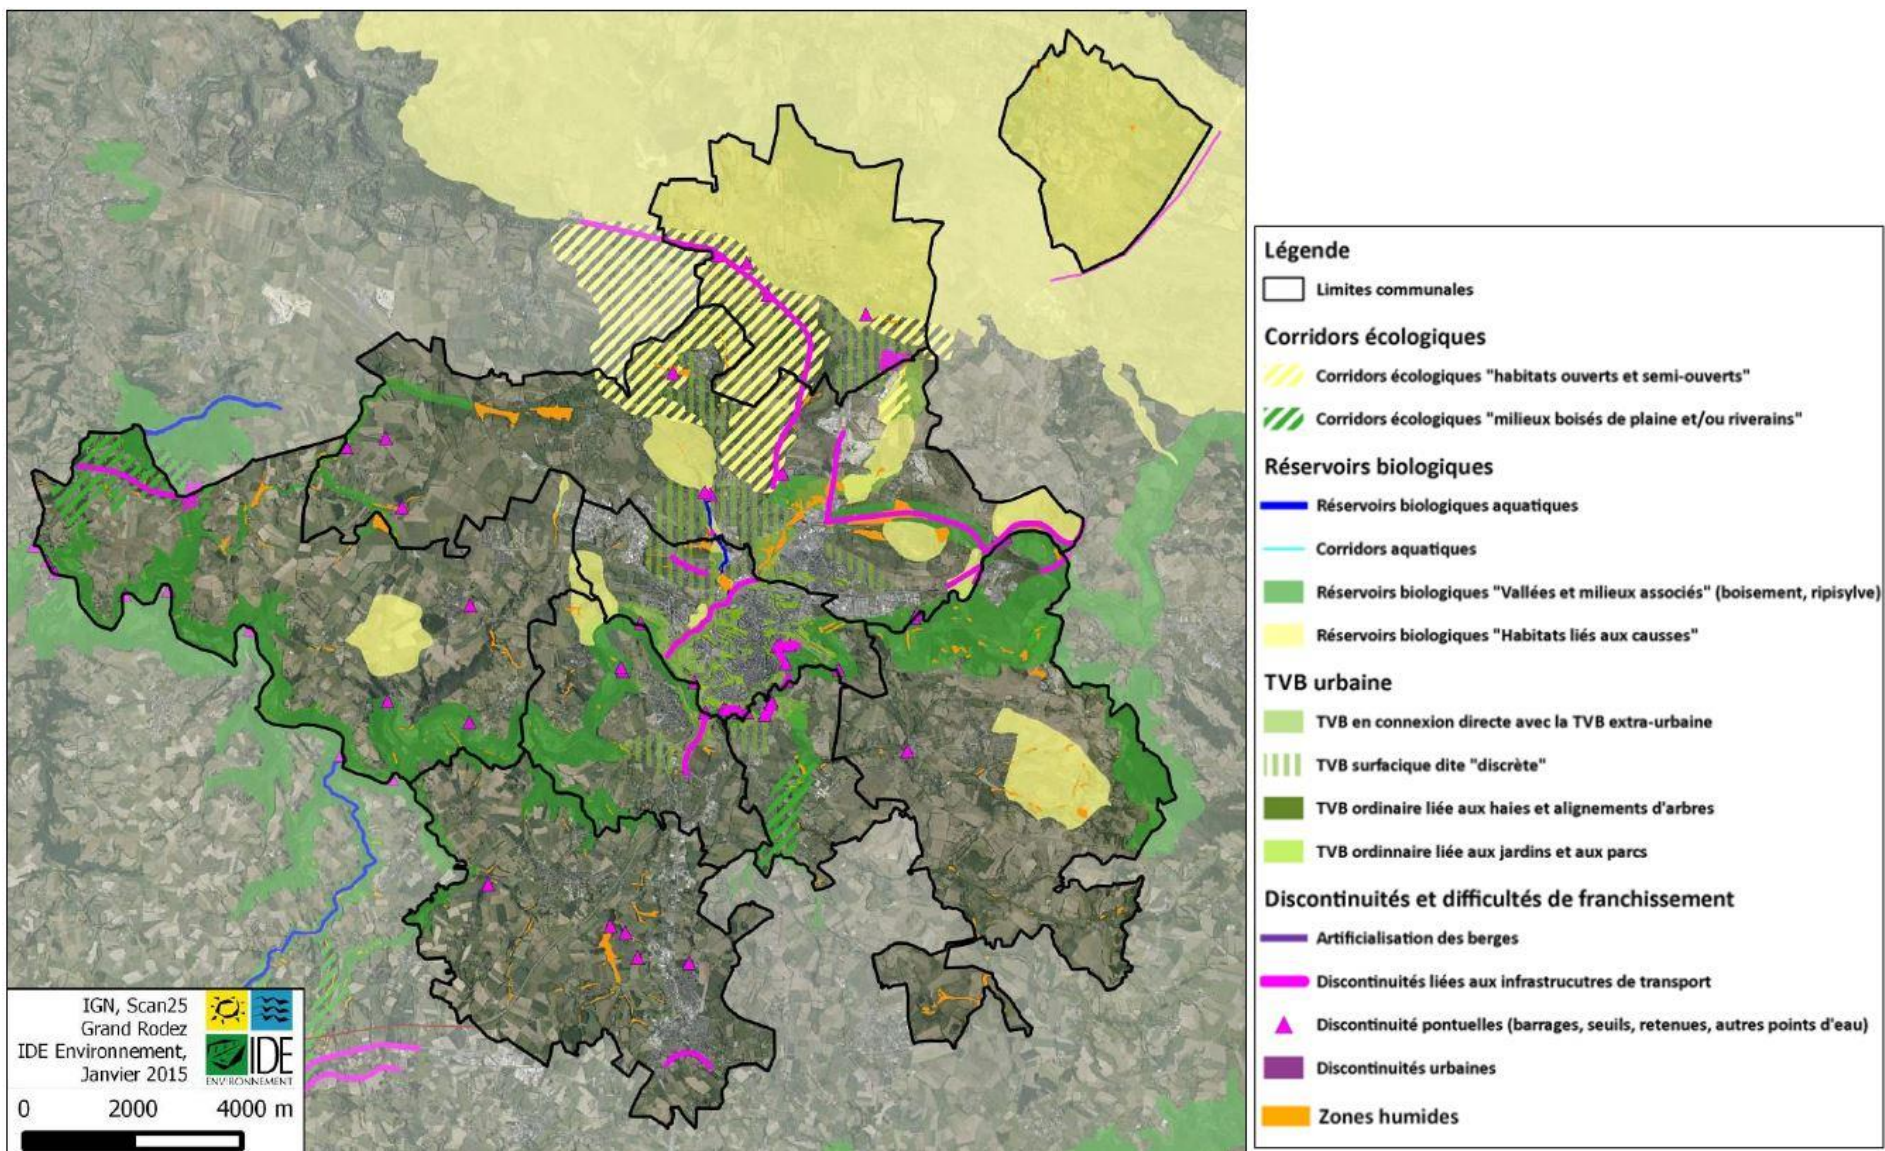 Légende
Limites communales
Corridors écologiques
Corridors écologiques "habitats ouverts et semi-ouverts"
Corridors écologiques "milieux boisés de plaine et/ou riverains"
Réservoirs biologiques
Réservoirs biologiques aquatiques
Corridors aquatiques
Réservoirs biologiques "Vallées et milieux associés" (boisement, ripisylve)
Réservoirs biologiques "Habitats liés aux causses"
TVB urbaine
TVB en connexion directe avec la TVB extra-urbaine
TVB surfacique dite "discrète"
TVB ordinaire liée aux haies et alignements d'arbres
TVB ordinnaire liée aux jardins et aux parcs
Discontinuités et difficultés de franchissement
Artificialisation des berges
Discontinuités liées aux infrastrucutres de transport
Discontinuité pontuelles (barrages, seuils, retenues, autres points d'eau)
Discontinuités urbaines
Zones humides
IGN, Scan25
Grand Rodez
IDE Environnement,
Janvier 2015
IDE
ENVIRONNEMENT
0 2000 4000 m